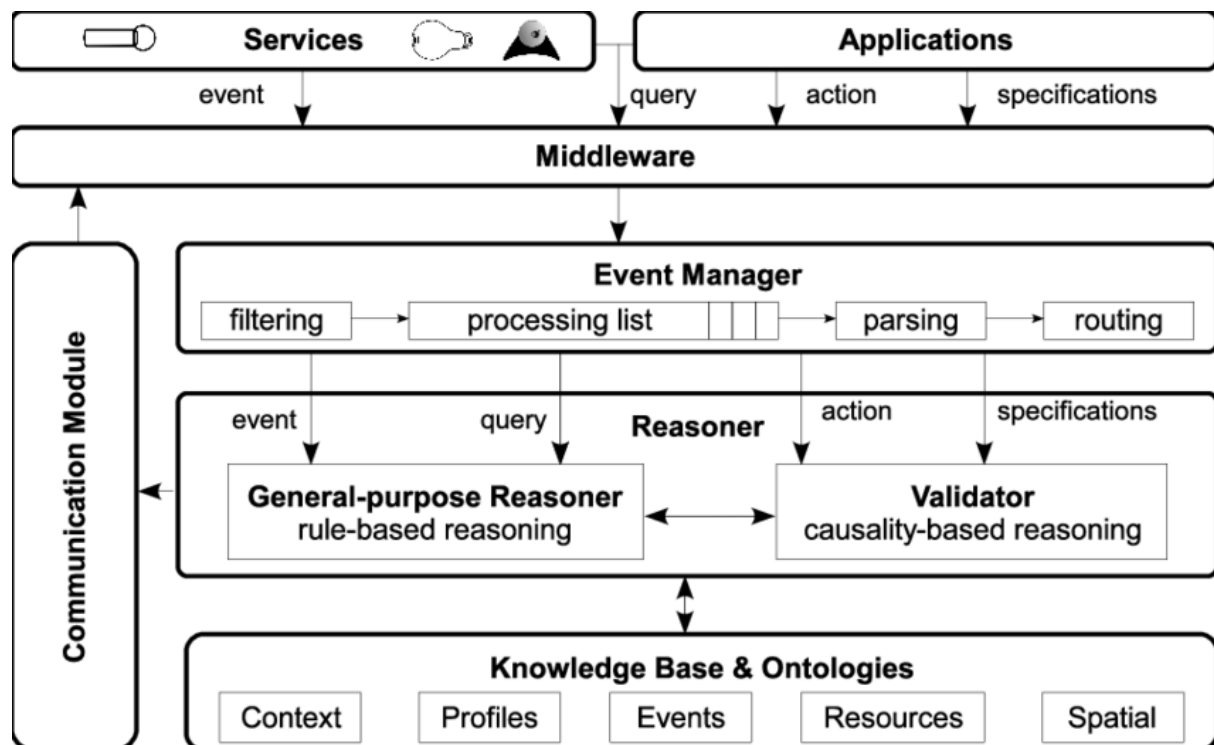 Services
Applications
event
query
action
specifications
Middleware
Event Manager
filtering
processing list
parsing
routing
event
query
action
specifications
Reasoner
General-purpose Reasoner
rule-based reasoning
Validator
causality-based reasoning
Communication Module
Knowledge Base & Ontologies
Context
Profiles
Events
Resources
Spatial